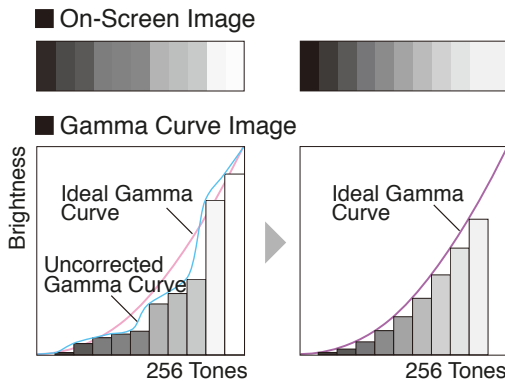 On-Screen Image
Gamma Curve Image
Brightness
Ideal Gamma
Curve
Uncorrected
Gamma Curve
256 Tones
Ideal Gamma
Curve
256 Tones